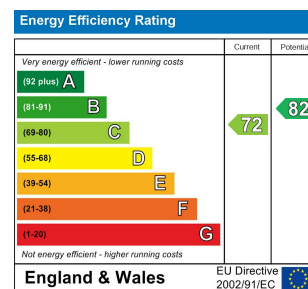 Energy Efficiency Rating
Current Potentia
Very energy efficient - lower running costs
(92 plus) A
(81-91) B
(69-80) C
(55-68) D
(39-54) E
(21-38) F
(1-20) G
72
82
Not energy efficient - higher running costs
England & Wales
EU Directive
2002/91/EC